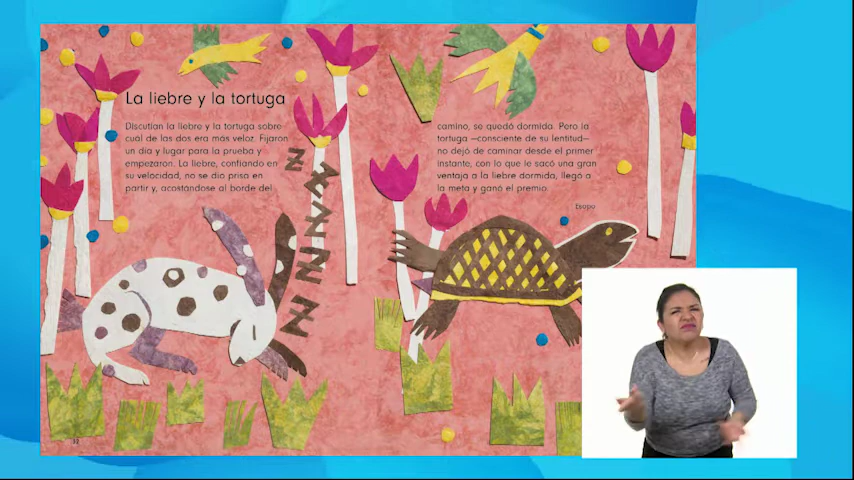 La liebre y la tortuga
Discutían la liebre y la tortuga sobre
cuál de las dos era más veloz. Fijaron
un día y lugar para la prueba y
empezaron. La liebre, confiando en
su velocidad, no se dio prisa en
partir y, acostándose al borde del
camino, se quedó dormida. Pero la
tortuga —consciente de su lentitud—
no dejó de caminar desde el primer
instante, con lo que le sacó una gran
ventaja a la liebre dormida, llegó a
la meta y ganó el premio.
Esopo
12